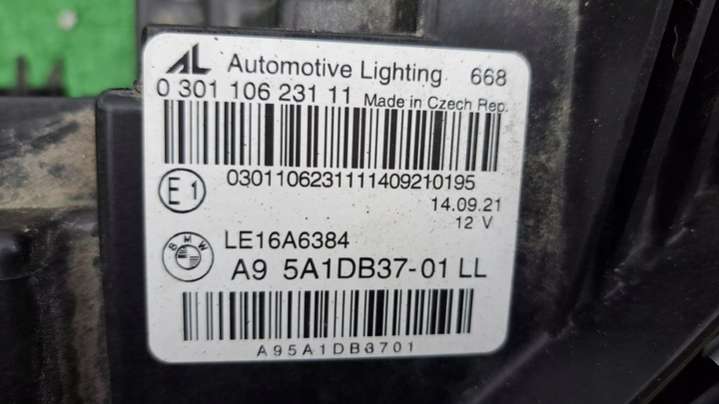 AL Automotive Lighting 668
0 301 106 231 11 Made in Czech Rep.
0301106231111409210195
E1
14.09.21
12 V
BMW
LE16A6384
A9 5A1DB37-01 LL
A95A1DB3701